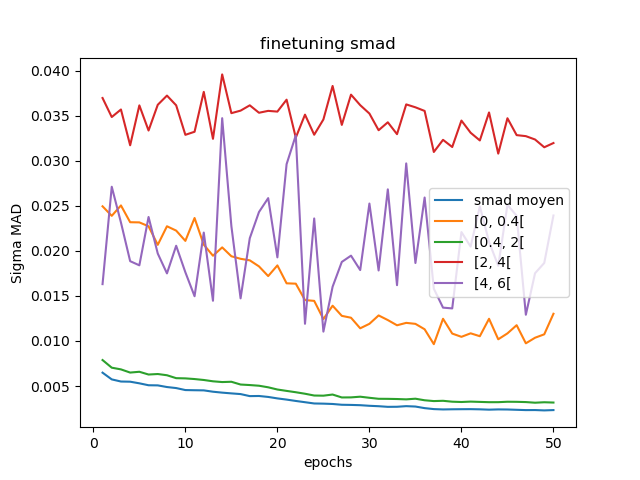 finetuning smad
Sigma MAD
0.040
0.035
0.030
0.025
0.020
0.015
0.010
0.005
smad moyen
[0, 0.4[
[0.4, 2[
[2, 4[
[4, 6[
0 10 20 30 40 50
epochs